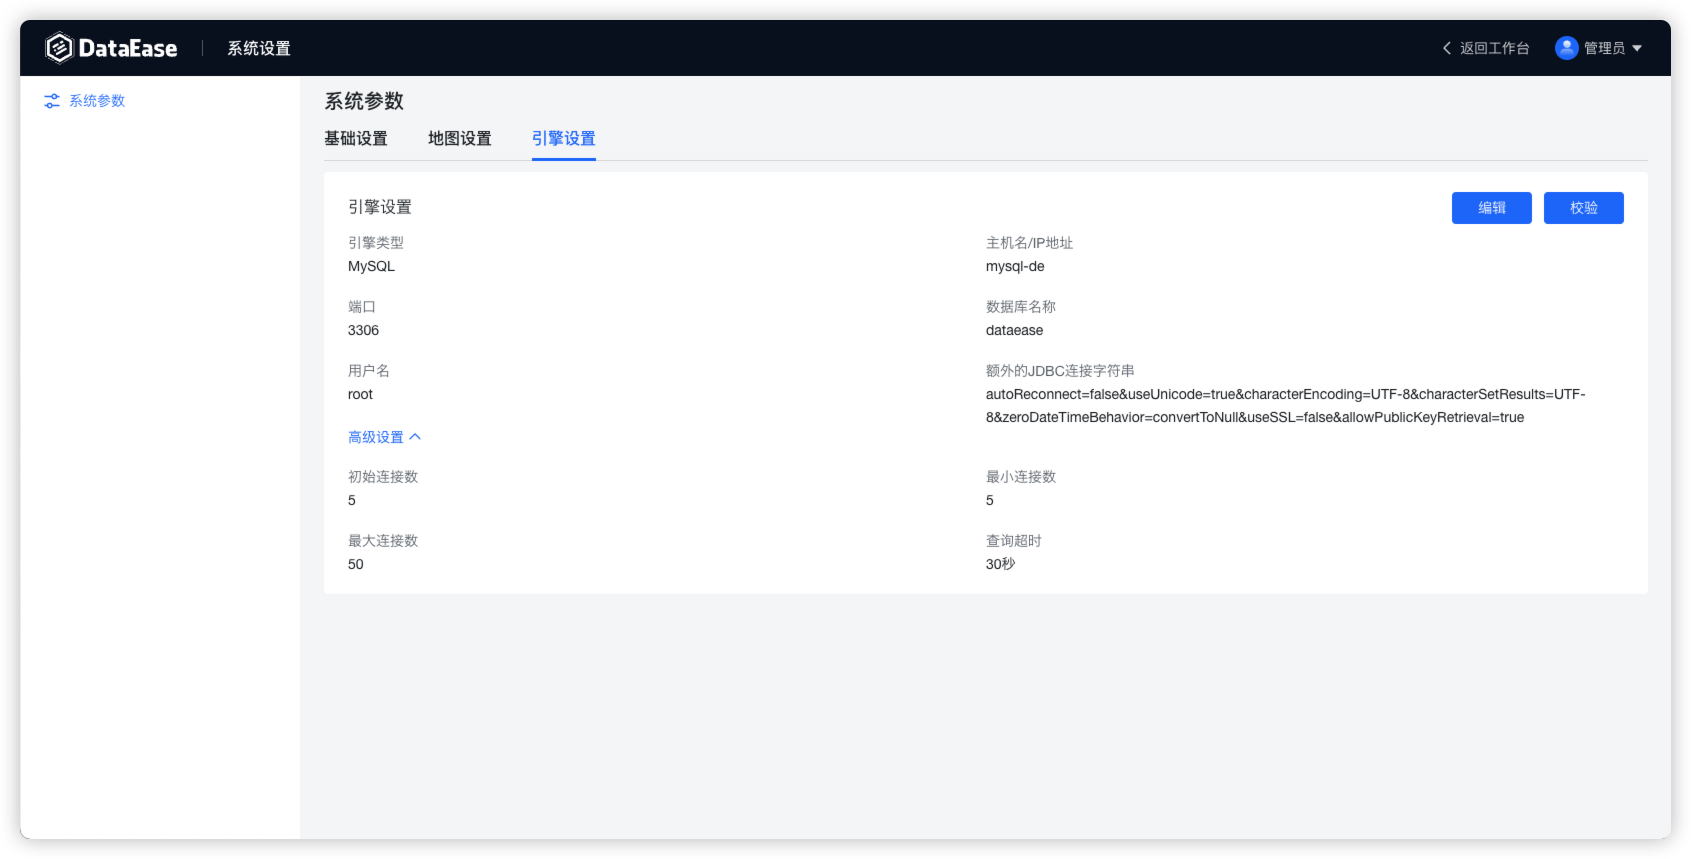 DataEase
系统设置
返回工作台
管理员
系统参数
系统参数
基础设置
地图设置
引擎设置
引擎设置
编辑
校验
引擎类型
MySQL
主机名/IP地址
mysql-de
端口
3306
数据库名称
dataease
用户名
root
额外的JDBC连接字符串
autoReconnect=false&useUnicode=true&characterEncoding=UTF-8&characterSetResults=UTF-
8&zeroDateTimeBehavior=convertToNull&useSSL=false&allowPublicKeyRetrieval=true
高级设置
初始连接数
5
最小连接数
5
最大连接数
50
查询超时
30秒